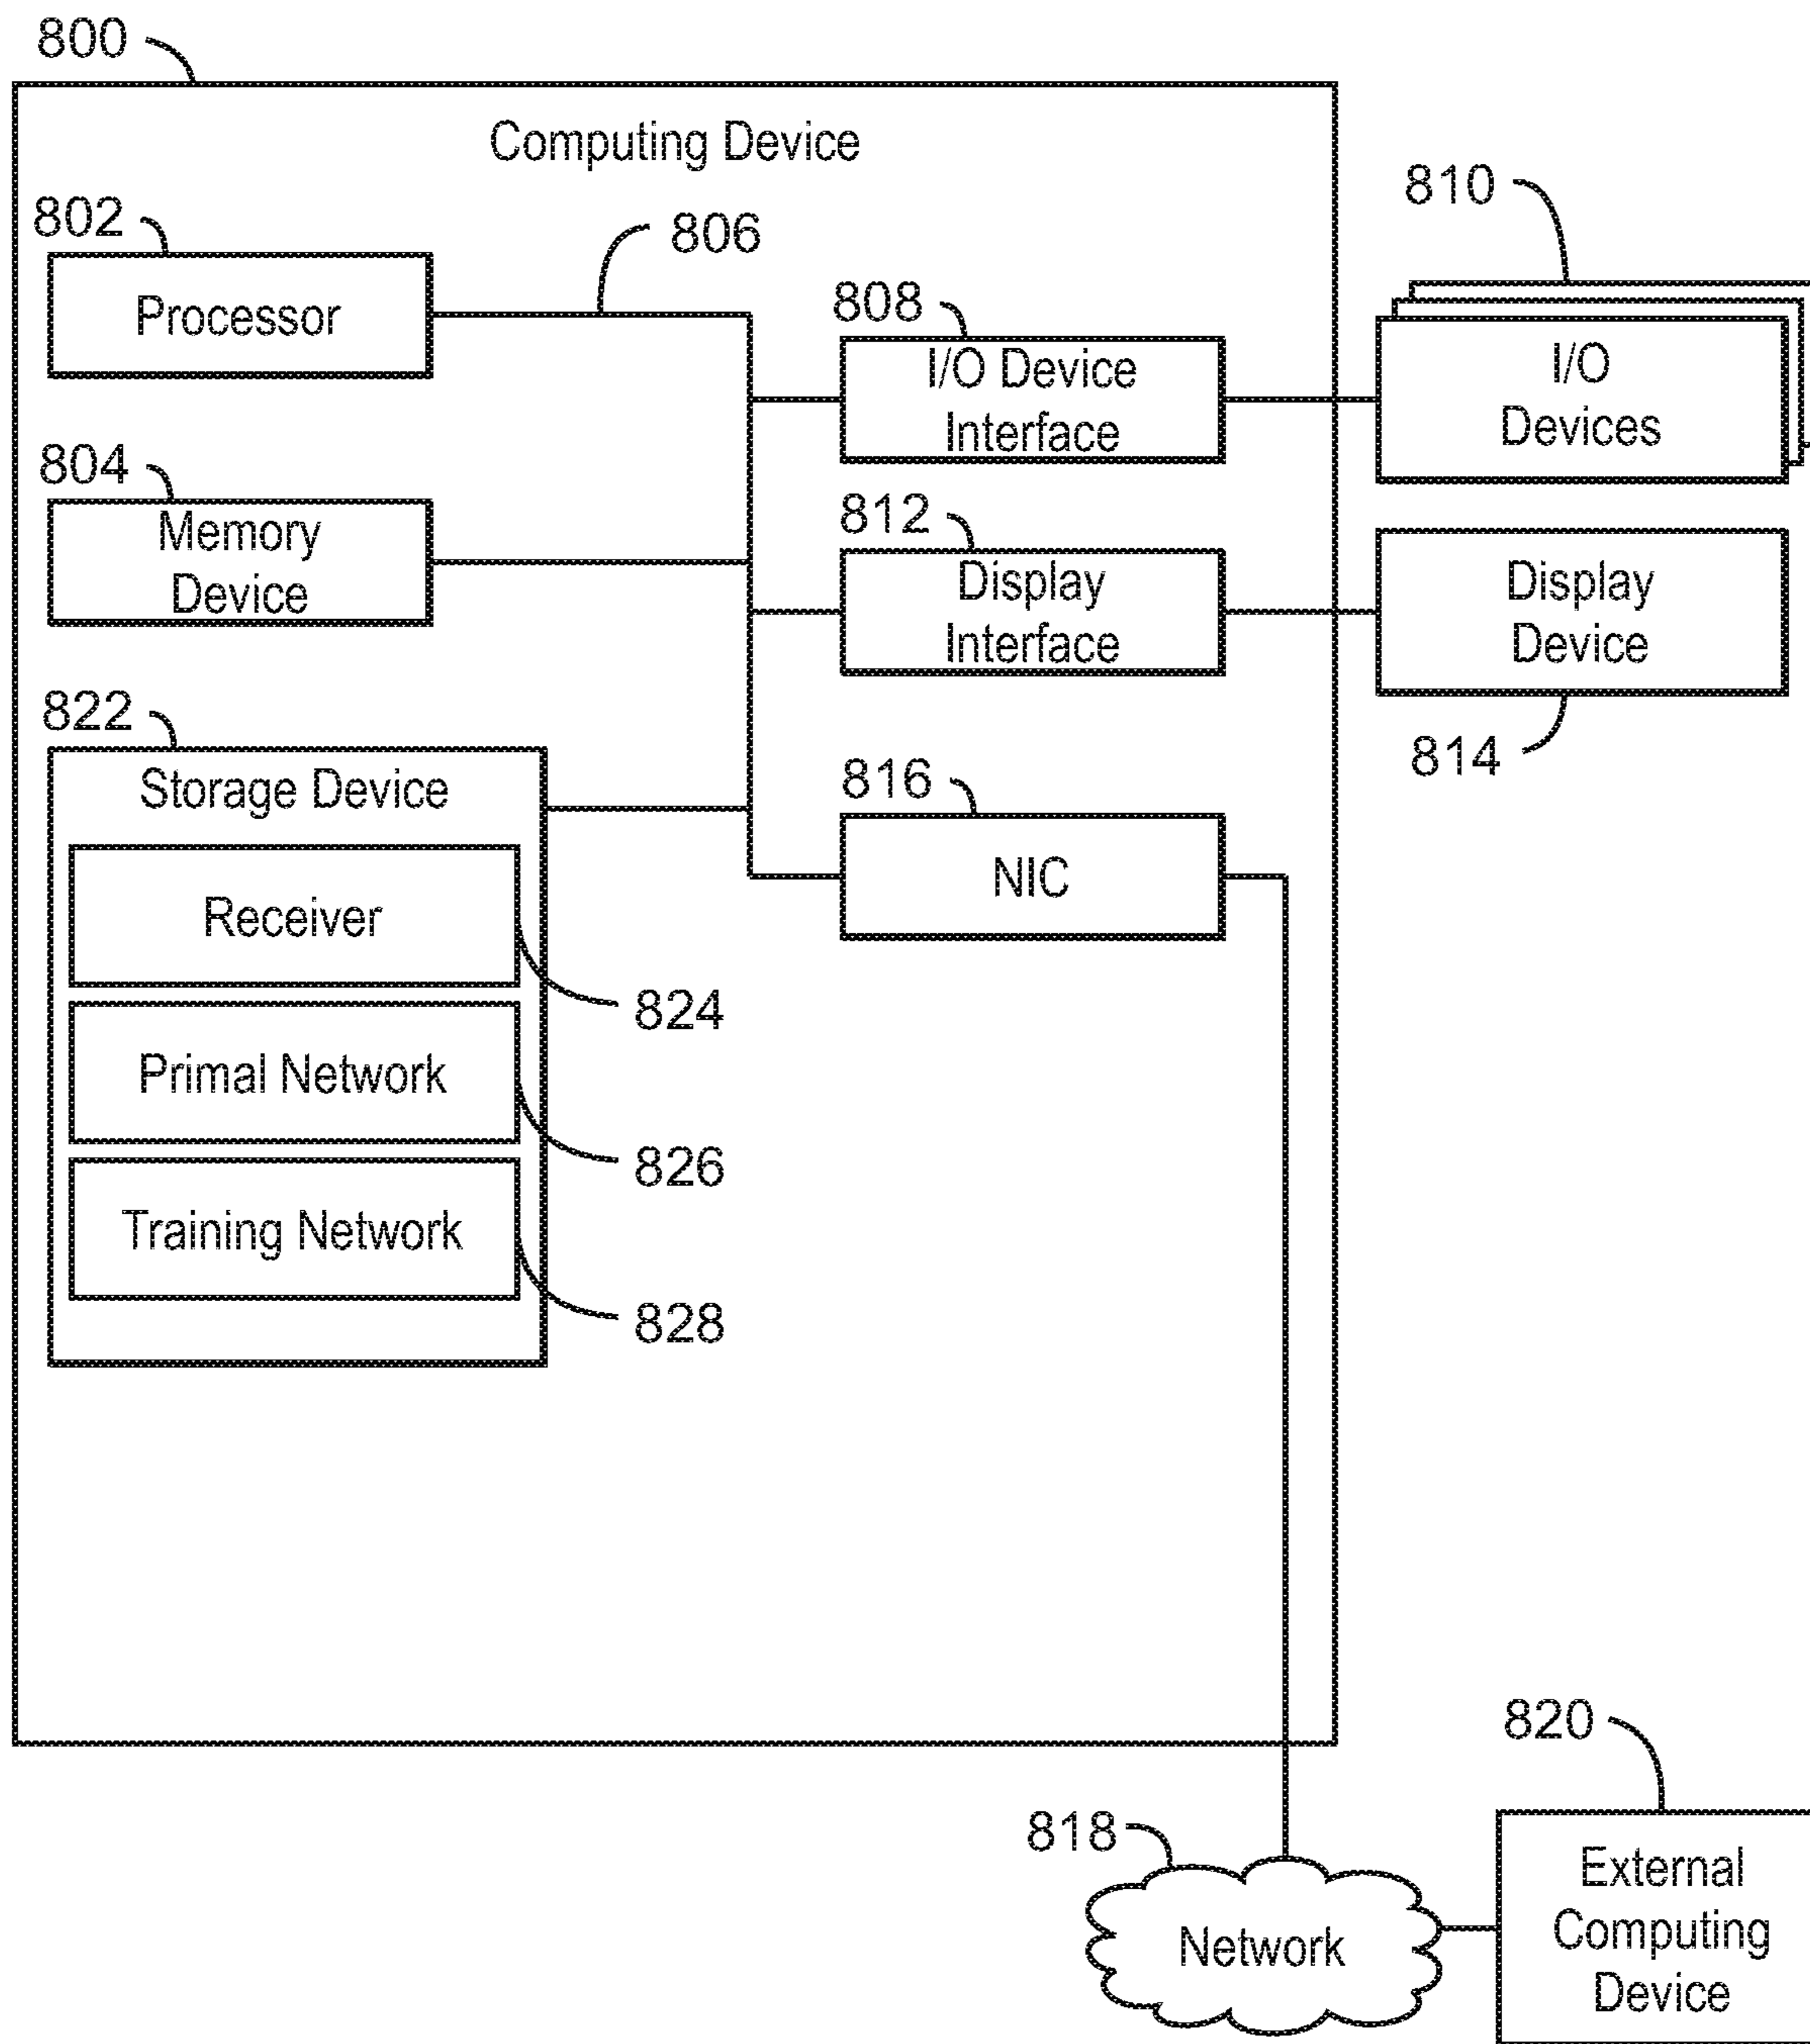 800
Computing Device
802
Processor
806
804
Memory
Device
808
I/O Device
Interface
810
I/O
Devices
812
Display
Interface
Display
Device
814
822
Storage Device
Receiver
824
Primal Network
826
Training Network
828
816
NIC
818
Network
820
External
Computing
Device